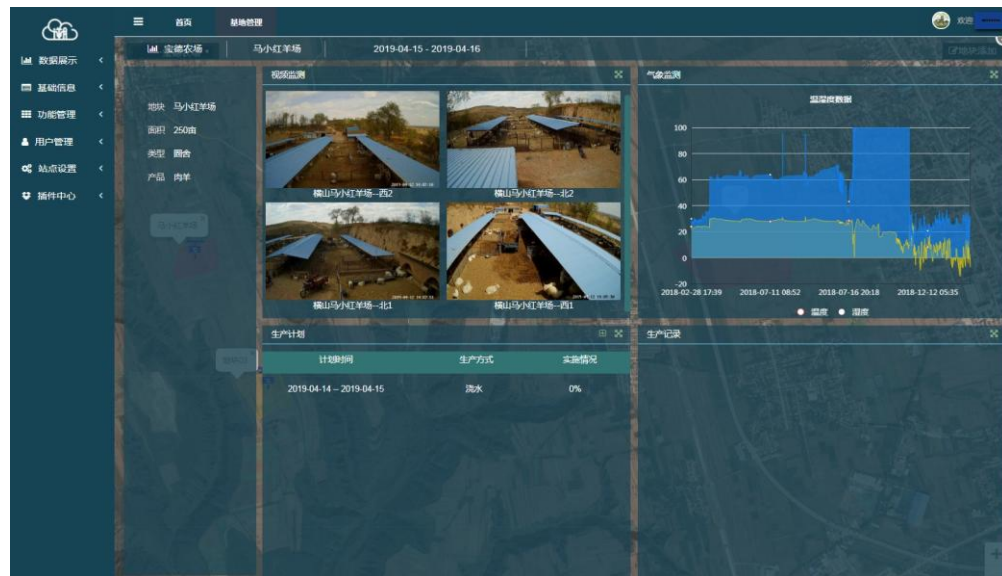 首页 基地管理 欢迎
宝德农场 马小红羊场 2019-04-15 - 2019-04-16
数据展示
基础信息
功能管理
用户管理
站点设置
插件中心
地块 马小红羊场
面积 250亩
类型 圈舍
产品 肉羊
马小红羊场
视频监测
横山马小红羊场--西2 横山马小红羊场--北2
横山马小红羊场--北1 横山马小红羊场--西1
气象监测
温湿度数据
100
80
60
40
20
0
-20
2018-02-28 17:39 2018-07-11 08:52 2018-07-16 20:18 2018-12-12 05:35
温度 湿度
生产计划
计划时间 生产方式 实施情况
2019-04-14 -- 2019-04-15 浇水 0%
生产记录